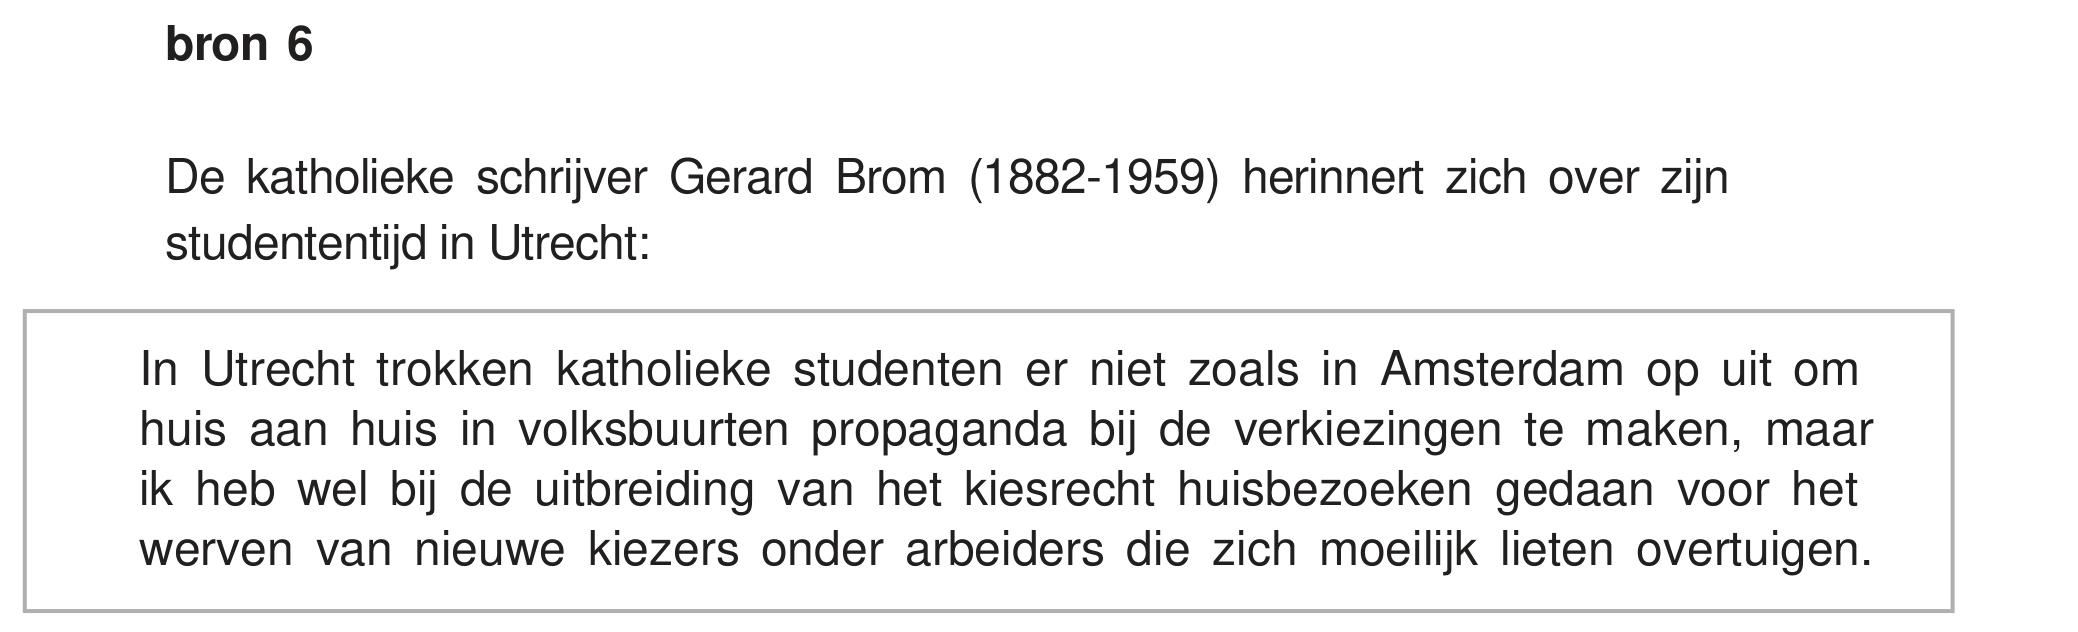 bron 6
De katholieke schrijver Gerard Brom (1882-1959) herinnert zich over zijn
studententijd in Utrecht:
In Utrecht trokken katholieke studenten er niet zoals in Amsterdam op uit om
huis aan huis in volksbuurten propaganda bij de verkiezingen te maken, maar
ik heb wel bij de uitbreiding van het kiesrecht huisbezoeken gedaan voor het
werven van nieuwe kiezers onder arbeiders die zich moeilijk lieten overtuigen.